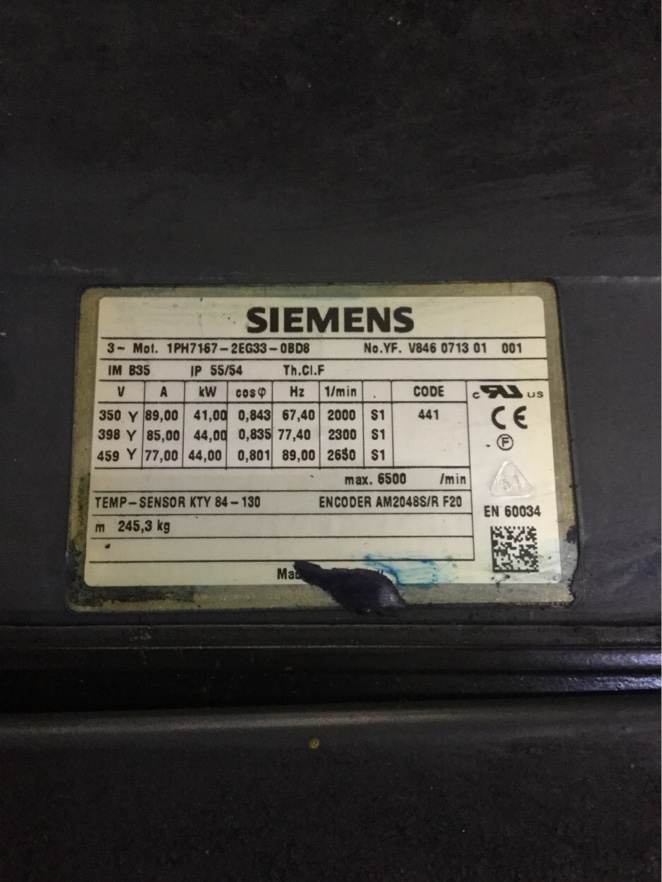 SIEMENS
3~ Mot. 1PH7167-2EG33-0BD8 No.YF. V846 0713 01 001
IM B35 IP 55/54 Th.Cl.F
V A kW cosφ Hz 1/min . CODE
350 Y 89,00 41,00 0,843 67,40 2000 S1 441
398 Y 85,00 44,00 0,835 77,40 2300 S1
459 Y 77,00 44,00 0,801 89,00 2650 S1
c RU US
CE
F
max. 6500 /min
TEMP-SENSOR KTY 84-130 ENCODER AM2048S/R F20
EN 60034
m 245,3 kg